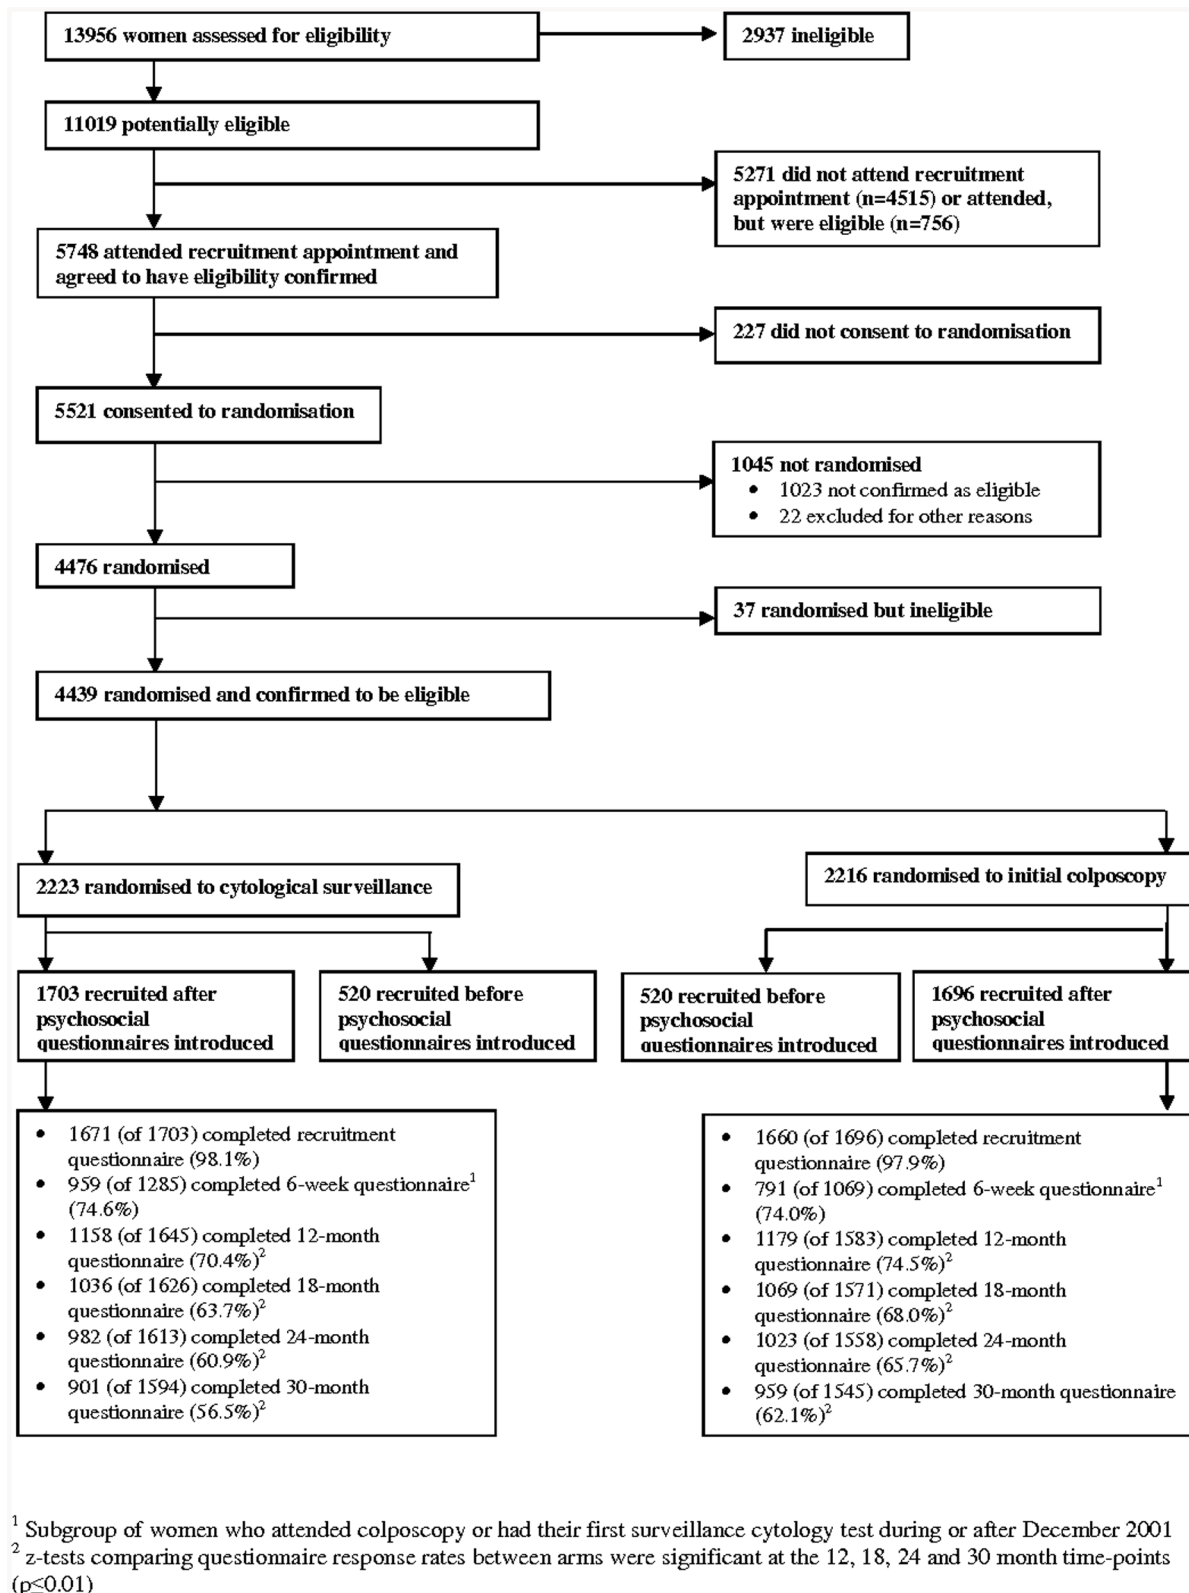 13956 women assessed for eligibility
2937 ineligible
11019 potentially eligible
5271 did not attend recruitment
appointment (n=4515) or attended,
but were eligible (n=756)
5748 attended recruitment appointment and
agreed to have eligibility confirmed
227 did not consent to randomisation
5521 consented to randomisation
1045 not randomised
• 1023 not confirmed as eligible
• 22 excluded for other reasons
4476 randomised
37 randomised but ineligible
4439 randomised and confirmed to be eligible
2223 randomised to cytological surveillance
2216 randomised to initial colposcopy
1703 recruited after
psychosocial
questionnaires introduced
520 recruited before
psychosocial
questionnaires introduced
520 recruited before
psychosocial
questionnaires introduced
1696 recruited after
psychosocial
questionnaires introduced
• 1671 (of 1703) completed recruitment
questionnaire (98.1%)
• 959 (of 1285) completed 6-week questionnaire¹
(74.6%)
• 1158 (of 1645) completed 12-month
questionnaire (70.4%)²
• 1036 (of 1626) completed 18-month
questionnaire (63.7%)²
• 982 (of 1613) completed 24-month
questionnaire (60.9%)²
• 901 (of 1594) completed 30-month
questionnaire (56.5%)²
• 1660 (of 1696) completed recruitment
questionnaire (97.9%)
• 791 (of 1069) completed 6-week questionnaire¹
(74.0%)
• 1179 (of 1583) completed 12-month
questionnaire (74.5%)²
• 1069 (of 1571) completed 18-month
questionnaire (68.0%)²
• 1023 (of 1558) completed 24-month
questionnaire (65.7%)²
• 959 (of 1545) completed 30-month questionnaire
(62.1%)²
¹ Subgroup of women who attended colposcopy or had their first surveillance cytology test during or after December 2001
² z-tests comparing questionnaire response rates between arms were significant at the 12, 18, 24 and 30 month time-points
(p≤0.01)